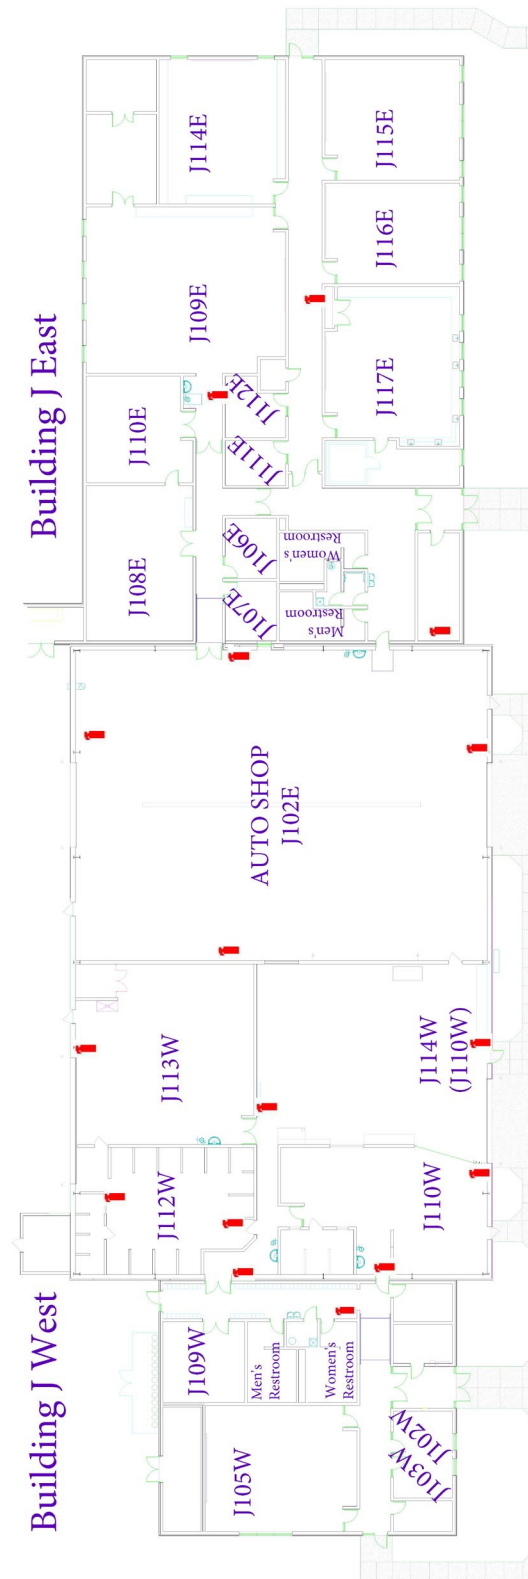 Building J East
J114E
J115E
J116E
J109E
J117E
J112E
J110E
J111E
J108E
J106E
Women's
Restroom
J107E
Men's
Restroom
AUTO SHOP
J102E
J113W
J114W
(J110W)
J112W
J110W
Building J West
J109W
Men's
Restroom
Women's
Restroom
J105W
J102W
J103W